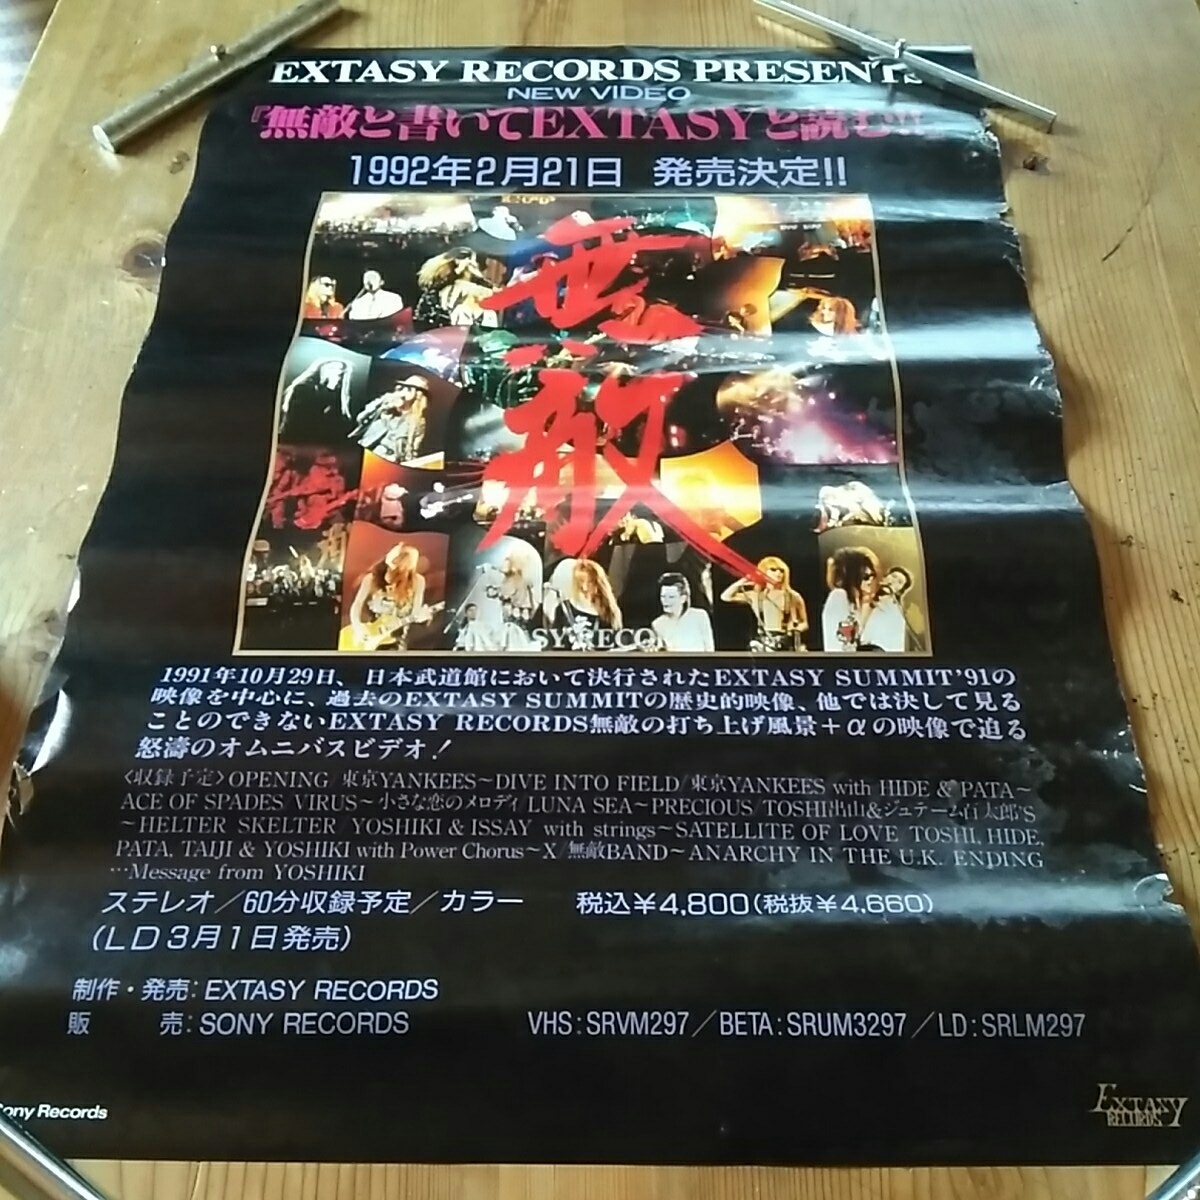 EXTASY RECORDS PRESENTS
NEW VIDEO
『無敵と書いてEXTASYと読む!!』
1992年2月21日 発売決定!!
無敵
EXTASY RECO
1991年10月29日、日本武道館において決行されたEXTASY SUMMIT'91の
映像を中心に、過去のEXTASY SUMMITの歴史的映像、他では決して見る
ことのできないEXTASY RECORDS無敵の打ち上げ風景+αの映像で迫る
怒濤のオムニバスビデオ!
〈収録予定〉OPENING/東京YANKEES~DIVE INTO FIELD/東京YANKEES with HIDE & PATA~
ACE OF SPADES/VIRUS~小さな恋のメロディ/LUNA SEA~PRECIOUS/TOSHI出山&ジュテーム百太郎'S
~HELTER SKELTER/YOSHIKI & ISSAY with strings~SATELLITE OF LOVE/TOSHI, HIDE,
PATA, TAIJI & YOSHIKI with Power Chorus~X/無敵BAND~ANARCHY IN THE U.K./ENDING
…Message from YOSHIKI
ステレオ/60分収録予定/カラー 税込¥4,800(税抜¥4,660)
(LD3月1日発売)
制作・発売:EXTASY RECORDS
販 売:SONY RECORDS VHS:SRVM297/BETA:SRUM3297/LD:SRLM297
Sony Records
EXTASY
RECORDS